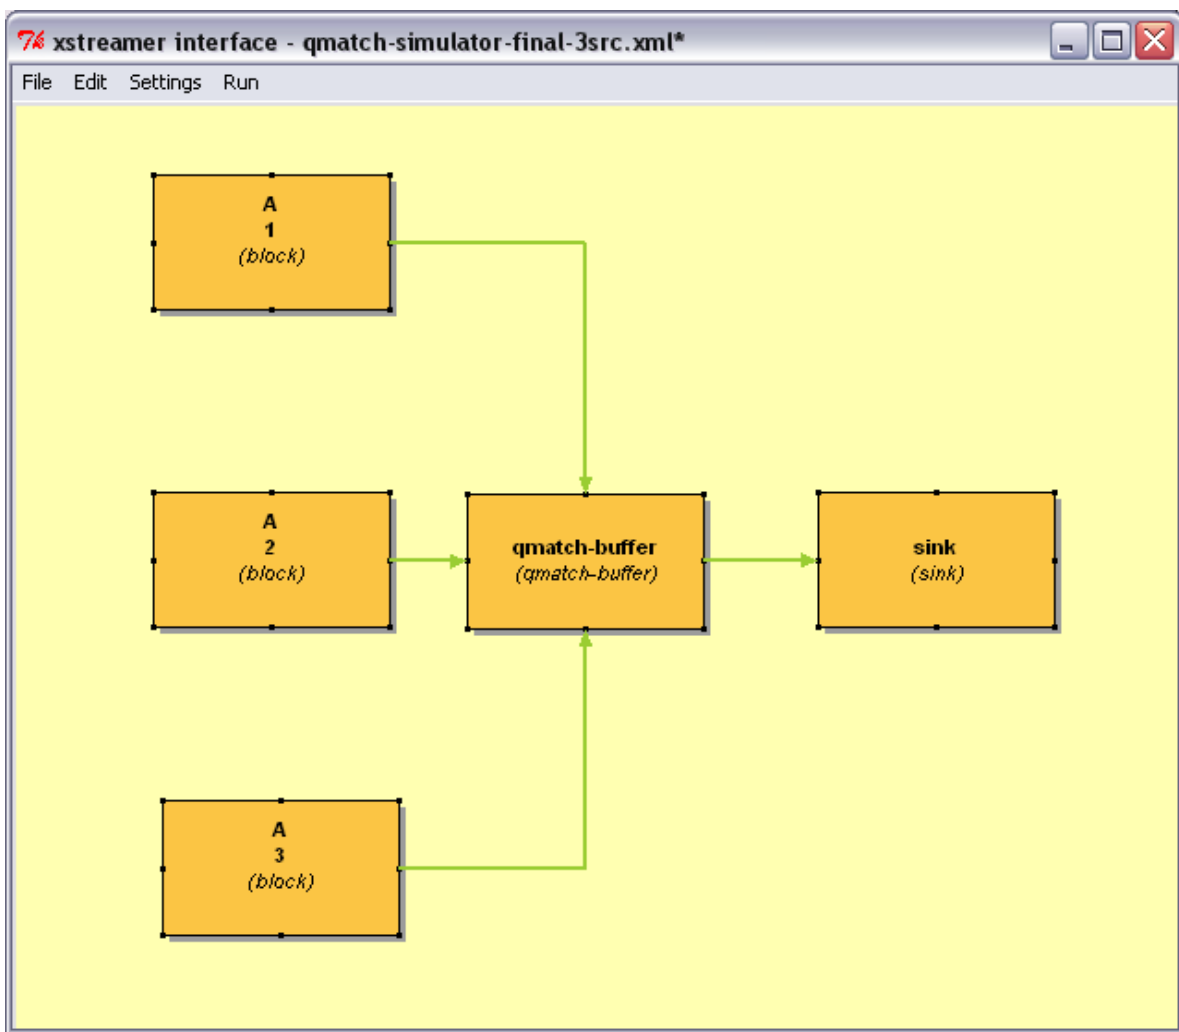 7k xstreamer interface - qmatch-simulator-final-3src.xml*
File Edit Settings Run
A
1
(block)
A
2
(block)
qmatch-buffer
(qmatch-buffer)
sink
(sink)
A
3
(block)